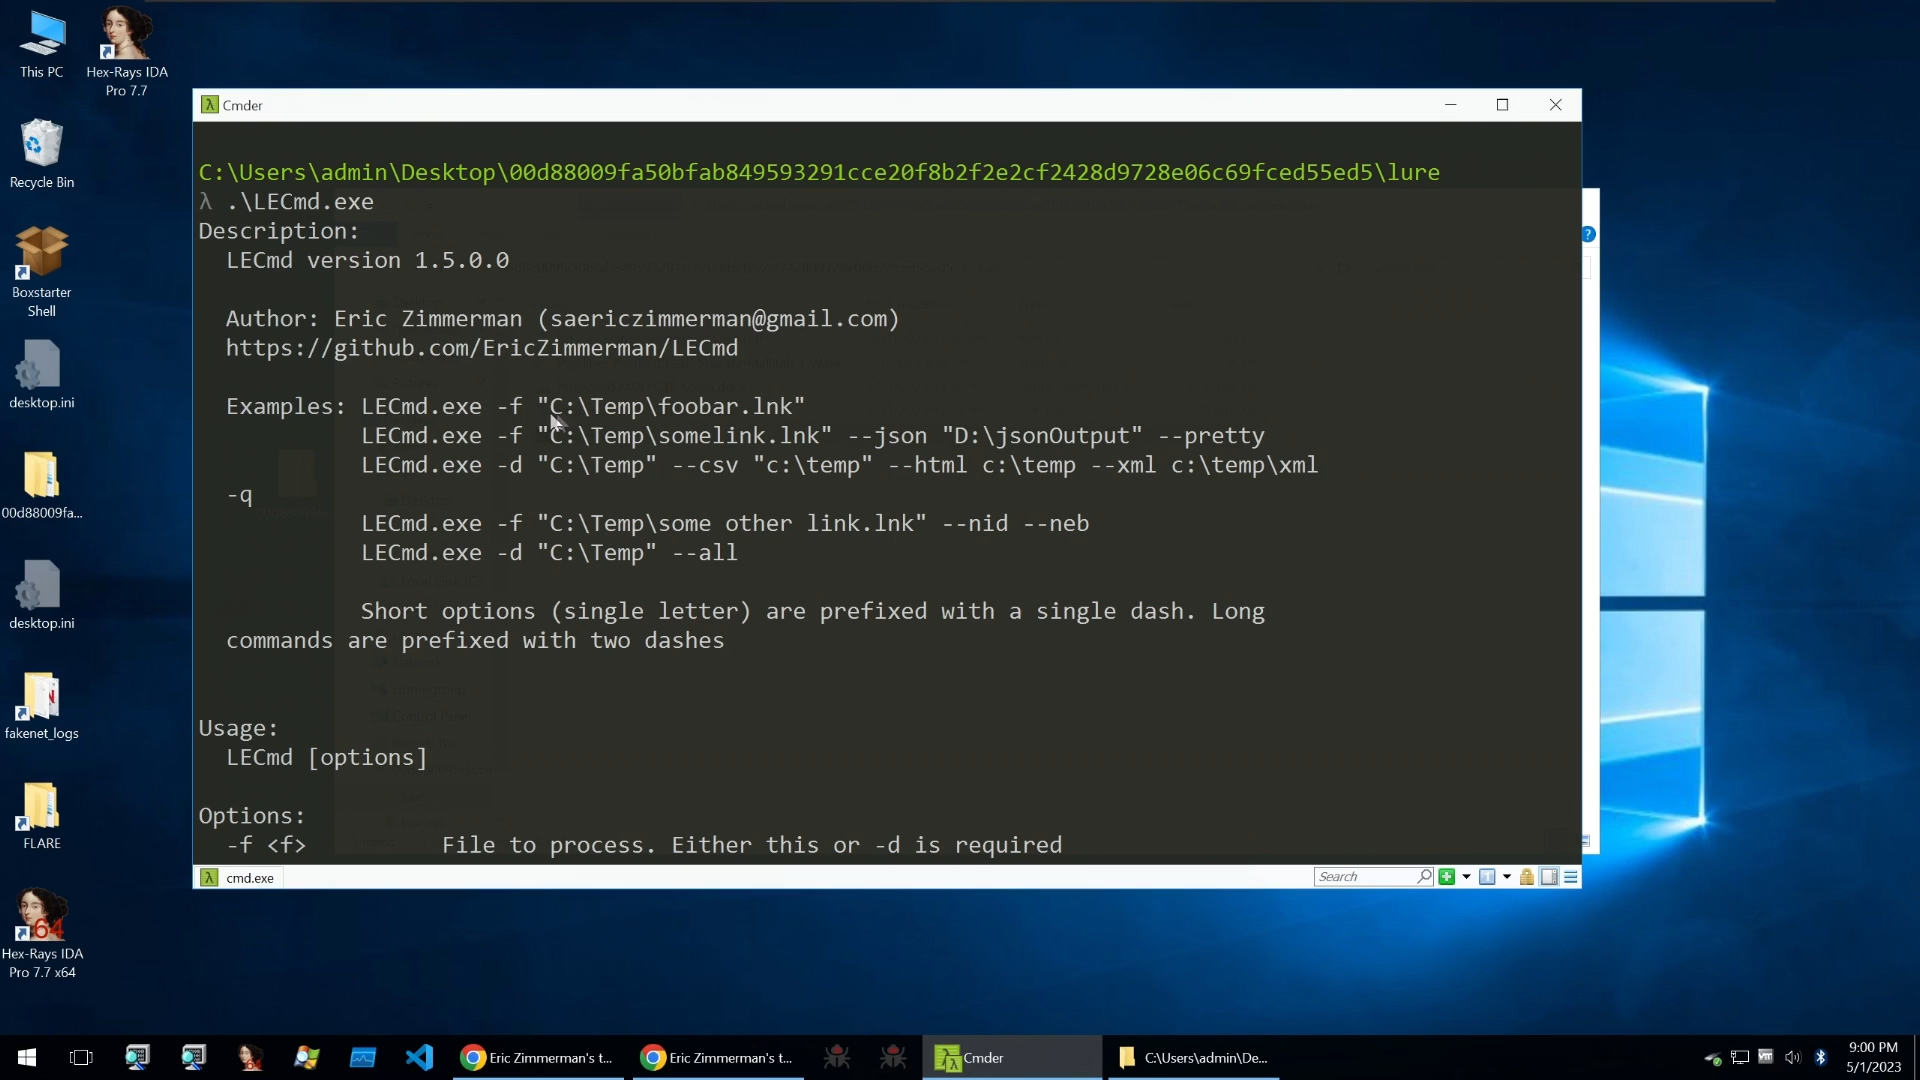 This PC
Hex-Rays IDA
Pro 7.7
Recycle Bin
Boxstarter
Shell
desktop.ini
00d88009fa...
desktop.ini
fakenet_logs
FLARE
64
Hex-Rays IDA
Pro 7.7 x64
Cmder
C:\Users\admin\Desktop\00d88009fa50bfab849593291cce20f8b2f2e2cf2428d9728e06c69fced55ed5\lure
λ .\LECmd.exe
Description:
LECmd version 1.5.0.0
Author: Eric Zimmerman (saericzimmerman@gmail.com)
https://github.com/EricZimmerman/LECmd
Examples: LECmd.exe -f "C:\Temp\foobar.lnk"
LECmd.exe -f "C:\Temp\somelink.lnk" --json "D:\jsonOutput" --pretty
LECmd.exe -d "C:\Temp" --csv "c:\temp" --html c:\temp --xml c:\temp\xml
-q
LECmd.exe -f "C:\Temp\some other link.lnk" --nid --neb
LECmd.exe -d "C:\Temp" --all
Short options (single letter) are prefixed with a single dash. Long
commands are prefixed with two dashes
Usage:
LECmd [options]
Options:
-f <f> File to process. Either this or -d is required
cmd.exe
Search
Eric Zimmerman's t...
Eric Zimmerman's t...
Cmder
C:\Users\admin\De...
9:00 PM
5/1/2023